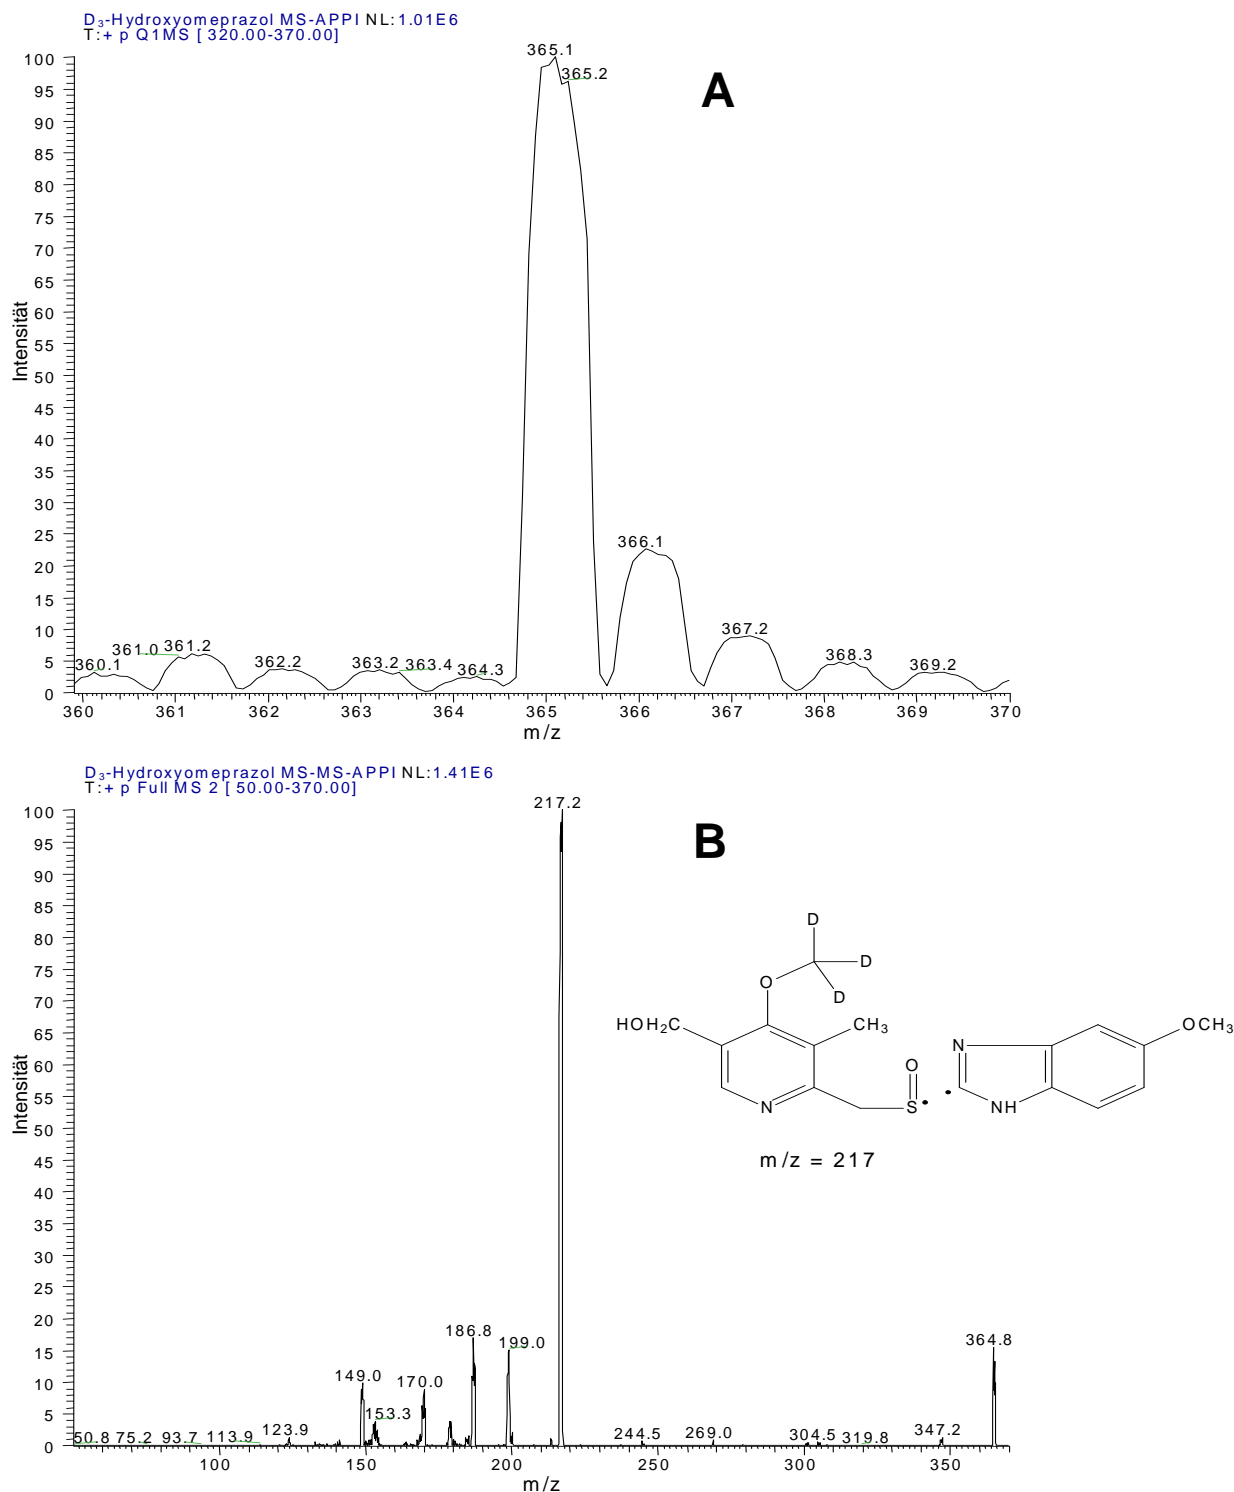 D3-Hydroxyomeprazol MS-APPI NL:1.01E6
T:+ p Q1MS [ 320.00-370.00]
A
365.1
365.2
366.1
367.2
368.3
369.2
360.1
361.0
361.2
362.2
363.2
363.4
364.3
100
95
90
85
80
75
70
65
60
55
50
45
40
35
30
25
20
15
10
5
0
Intensität
360 361 362 363 364 365 366 367 368 369 370
m/z
D3-Hydroxyomeprazol MS-MS-APPI NL:1.41E6
T:+ p Full MS 2 [ 50.00-370.00]
B
217.2
100
95
90
85
80
75
70
65
60
55
50
45
40
35
30
25
20
15
10
5
0
Intensität
D
D
D
O
HOH2C
CH3
N
S
O
N
NH
OCH3
m/z = 217
186.8
199.0
364.8
149.0
170.0
153.3
50.8 75.2 93.7 113.9 123.9
244.5 269.0 304.5 319.8 347.2
100 150 200 250 300 350
m/z